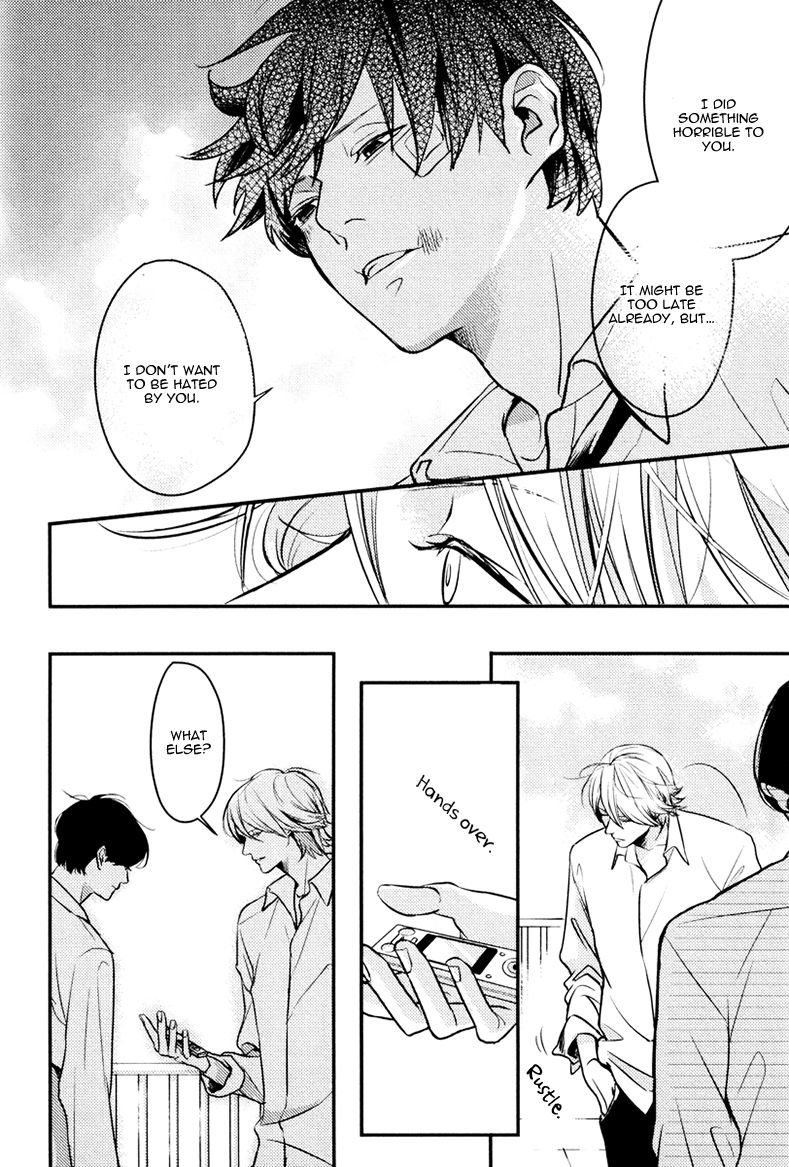 I DID
SOMETHING
HORRIBLE TO
YOU.
IT MIGHT BE
TOO LATE
ALREADY, BUT...
I DON'T WANT
TO BE HATED
BY YOU.
Rustle.
Hands over.
WHAT
ELSE?